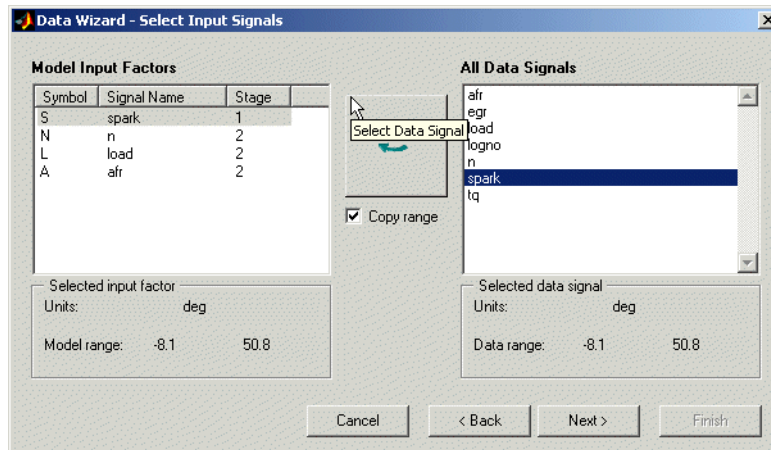 Data Wizard - Select Input Signals
Model Input Factors
Symbol Signal Name Stage
S spark 1
N n 2
L load 2
A afr 2
Select Data Signal
Copy range
All Data Signals
afr
egr
load
logno
n
spark
tq
Selected input factor
Units: deg
Model range: -8.1 50.8
Selected data signal
Units: deg
Data range: -8.1 50.8
Cancel
< Back
Next >
Finish